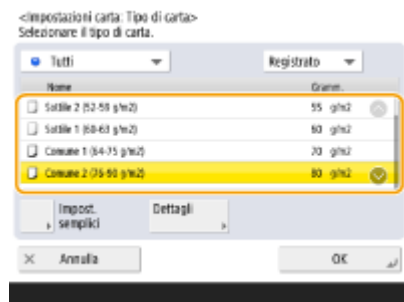 <Impostazioni carta: Tipo di carta>
Selezionare il tipo di carta.
Tutti Registrato
Nome Gramm.
Sottile 2 (52-59 g/m2) 55 g/m2
Sottile 1 (60-63 g/m2) 60 g/m2
Comune 1 (64-75 g/m2) 70 g/m2
Comune 2 (76-90 g/m2) 80 g/m2
Impost. semplici Dettagli
Annulla OK